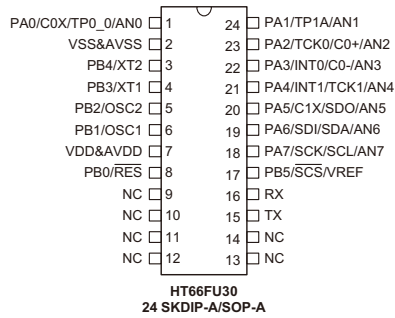 PA0/C0X/TP0_0/AN0 1 24 PA1/TP1A/AN1
VSS&AVSS 2 23 PA2/TCK0/C0+/AN2
PB4/XT2 3 22 PA3/INT0/C0-/AN3
PB3/XT1 4 21 PA4/INT1/TCK1/AN4
PB2/OSC2 5 20 PA5/C1X/SDO/AN5
PB1/OSC1 6 19 PA6/SDI/SDA/AN6
VDD&AVDD 7 18 PA7/SCK/SCL/AN7
PB0/RES 8 17 PB5/SCS/VREF
NC 9 16 RX
NC 10 15 TX
NC 11 14 NC
NC 12 13 NC
HT66FU30
24 SKDIP-A/SOP-A